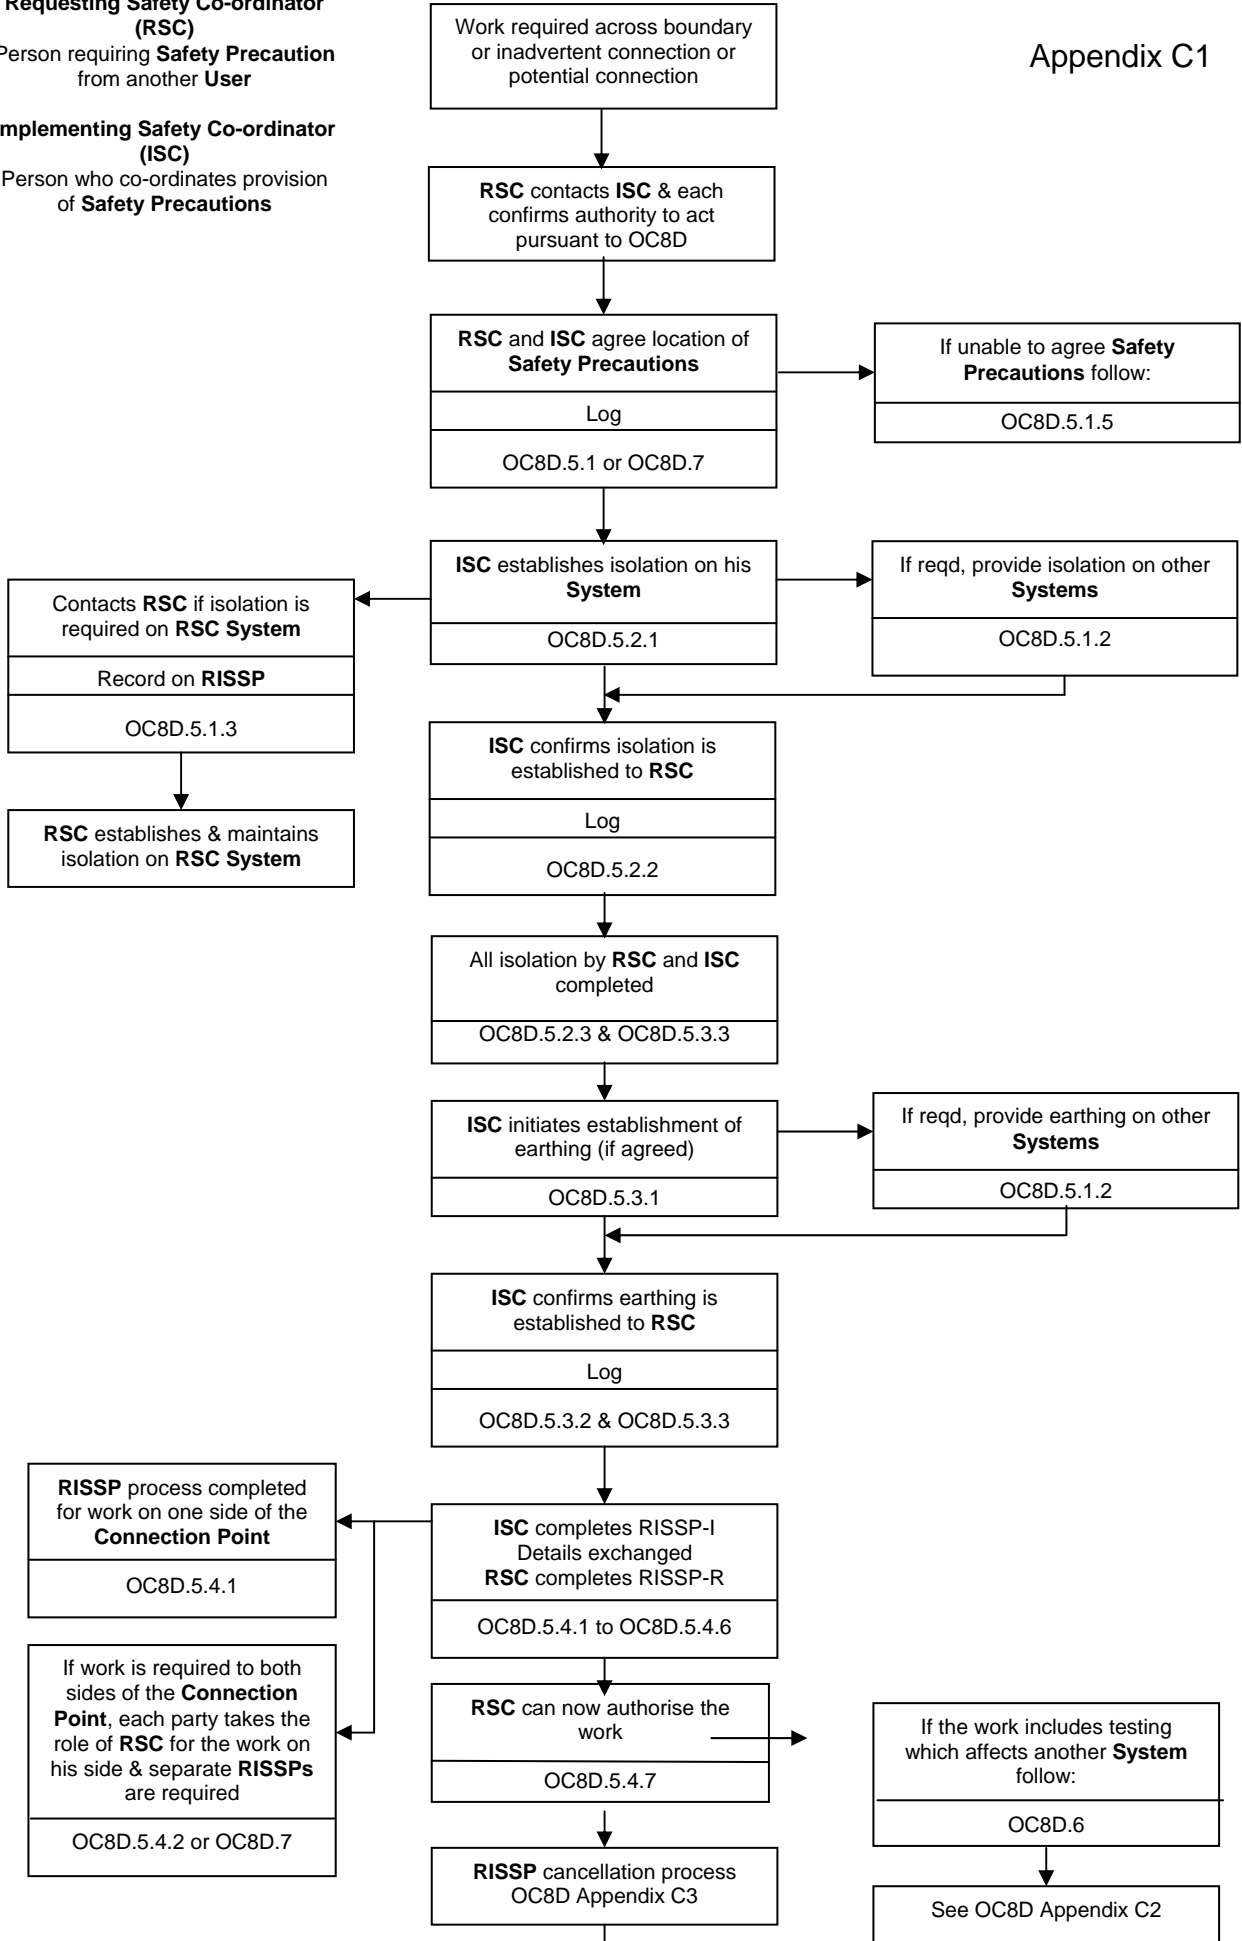 Requesting Safety Co-ordinator
(RSC)
Person requiring Safety Precaution
from another User
Implementing Safety Co-ordinator
(ISC)
Person who co-ordinates provision
of Safety Precautions
Appendix C1
Work required across boundary
or inadvertent connection or
potential connection
RSC contacts ISC & each
confirms authority to act
pursuant to OC8D
RSC and ISC agree location of
Safety Precautions
Log
OC8D.5.1 or OC8D.7
If unable to agree Safety
Precautions follow:
OC8D.5.1.5
ISC establishes isolation on his
System
OC8D.5.2.1
If reqd, provide isolation on other
Systems
OC8D.5.1.2
Contacts RSC if isolation is
required on RSC System
Record on RISSP
OC8D.5.1.3
RSC establishes & maintains
isolation on RSC System
ISC confirms isolation is
established to RSC
Log
OC8D.5.2.2
All isolation by RSC and ISC
completed
OC8D.5.2.3 & OC8D.5.3.3
ISC initiates establishment of
earthing (if agreed)
OC8D.5.3.1
If reqd, provide earthing on other
Systems
OC8D.5.1.2
ISC confirms earthing is
established to RSC
Log
OC8D.5.3.2 & OC8D.5.3.3
RISSP process completed
for work on one side of the
Connection Point
OC8D.5.4.1
ISC completes RISSP-I
Details exchanged
RSC completes RISSP-R
OC8D.5.4.1 to OC8D.5.4.6
If work is required to both
sides of the Connection
Point, each party takes the
role of RSC for the work on
his side & separate RISSPs
are required
OC8D.5.4.2 or OC8D.7
RSC can now authorise the
work
OC8D.5.4.7
If the work includes testing
which affects another System
follow:
OC8D.6
RISSP cancellation process
OC8D Appendix C3
See OC8D Appendix C2